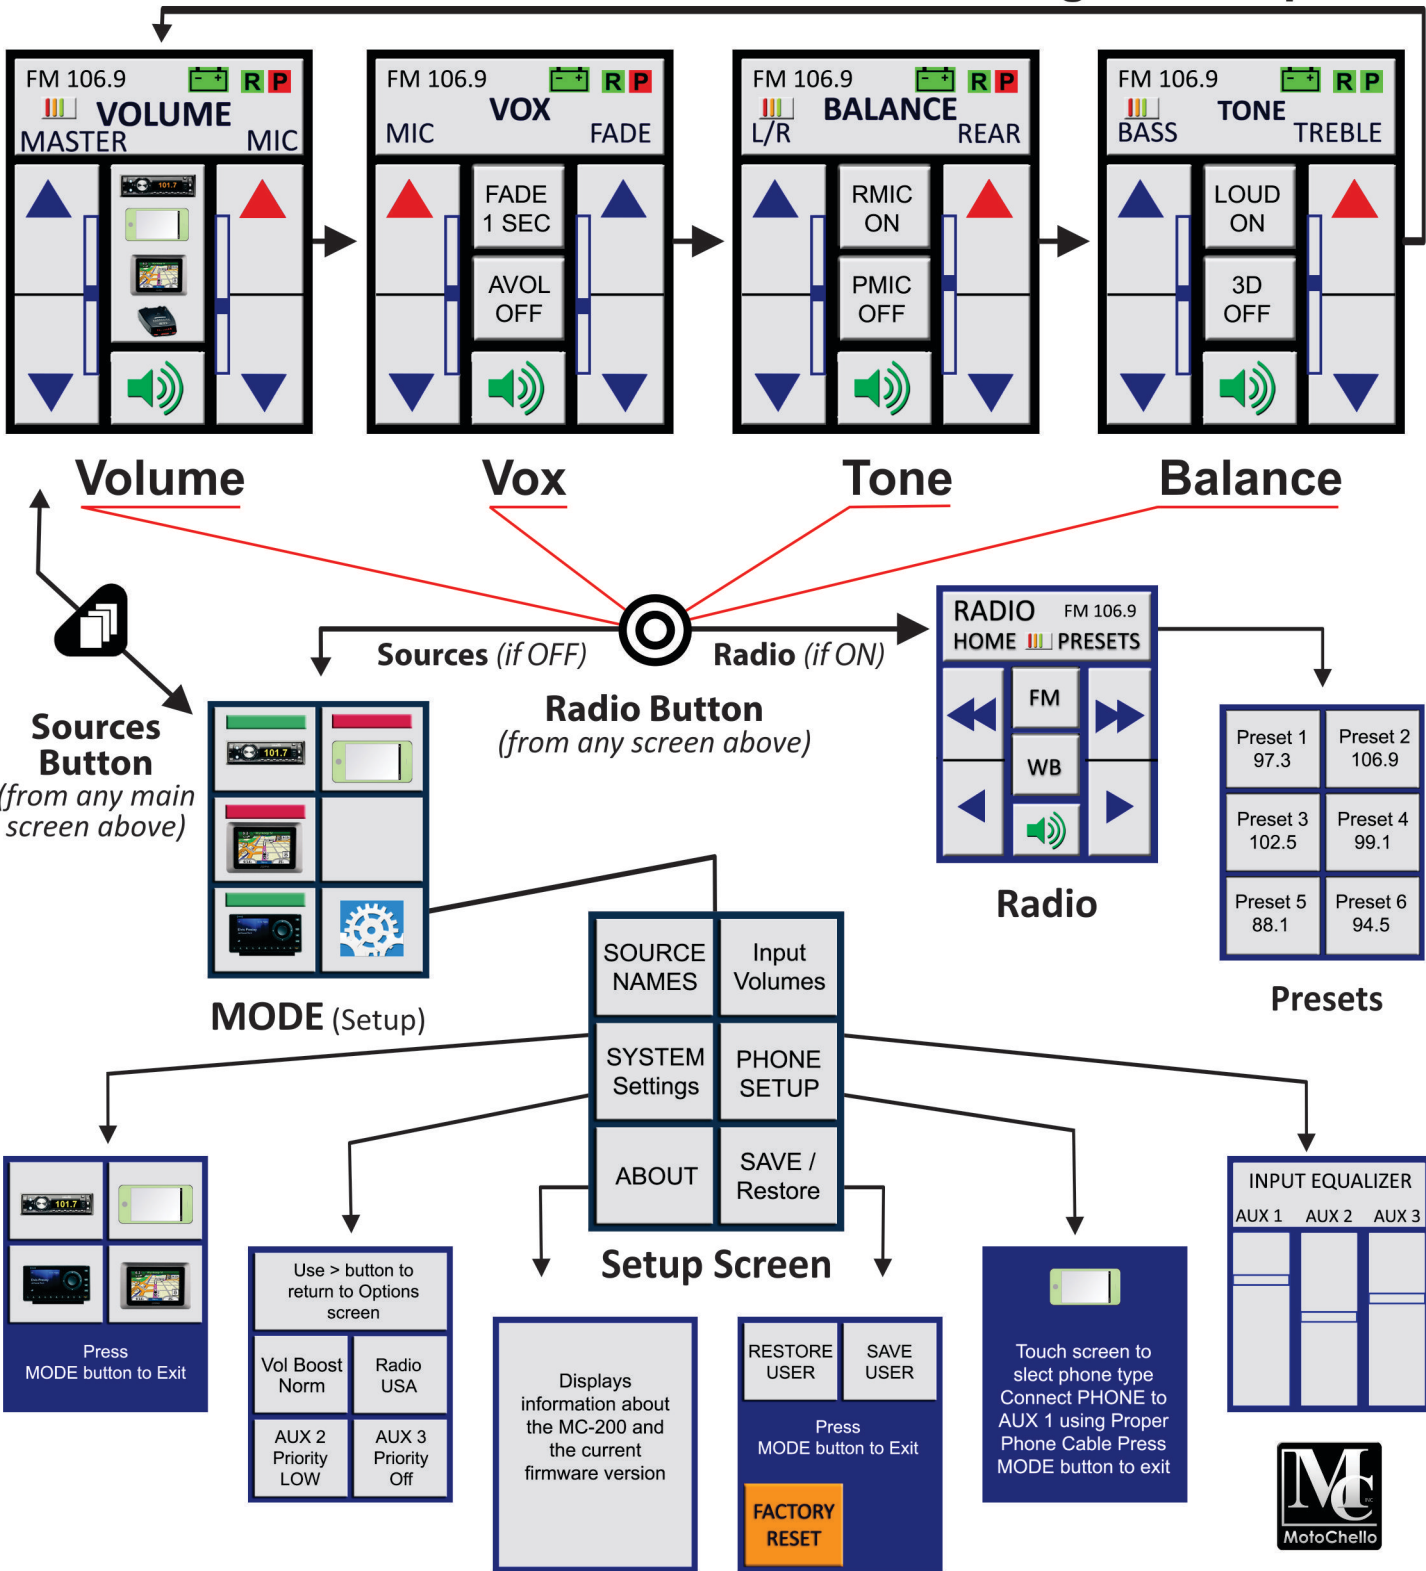 FM 106.9 - + R P
VOLUME
MASTER MIC
101.7
FM 106.9 - + R P
VOX
MIC FADE
FADE
1 SEC
AVOL
OFF
FM 106.9 - + R P
BALANCE
L/R REAR
RMIC
ON
PMIC
OFF
FM 106.9 - + R P
TONE
BASS TREBLE
LOUD
ON
3D
OFF
Volume Vox Tone Balance
Sources (if OFF) Radio (if ON)
Radio Button
(from any screen above)
Sources
Button
(from any main
screen above)
101.7
MODE (Setup)
RADIO FM 106.9
HOME PRESETS
FM
WB
Radio
Preset 1
97.3
Preset 2
106.9
Preset 3
102.5
Preset 4
99.1
Preset 5
88.1
Preset 6
94.5
Presets
SOURCE
NAMES
Input
Volumes
SYSTEM
Settings
PHONE
SETUP
ABOUT
SAVE /
Restore
Setup Screen
101.7
Press
MODE button to Exit
Use > button to
return to Options
screen
Vol Boost
Norm
Radio
USA
AUX 2
Priority
LOW
AUX 3
Priority
Off
Displays
information about
the MC-200 and
the current
firmware version
RESTORE
USER
SAVE
USER
Press
MODE button to Exit
FACTORY
RESET
Touch screen to
slect phone type
Connect PHONE to
AUX 1 using Proper
Phone Cable Press
MODE button to exit
INPUT EQUALIZER
AUX 1 AUX 2 AUX 3
MC INC
MotoChello